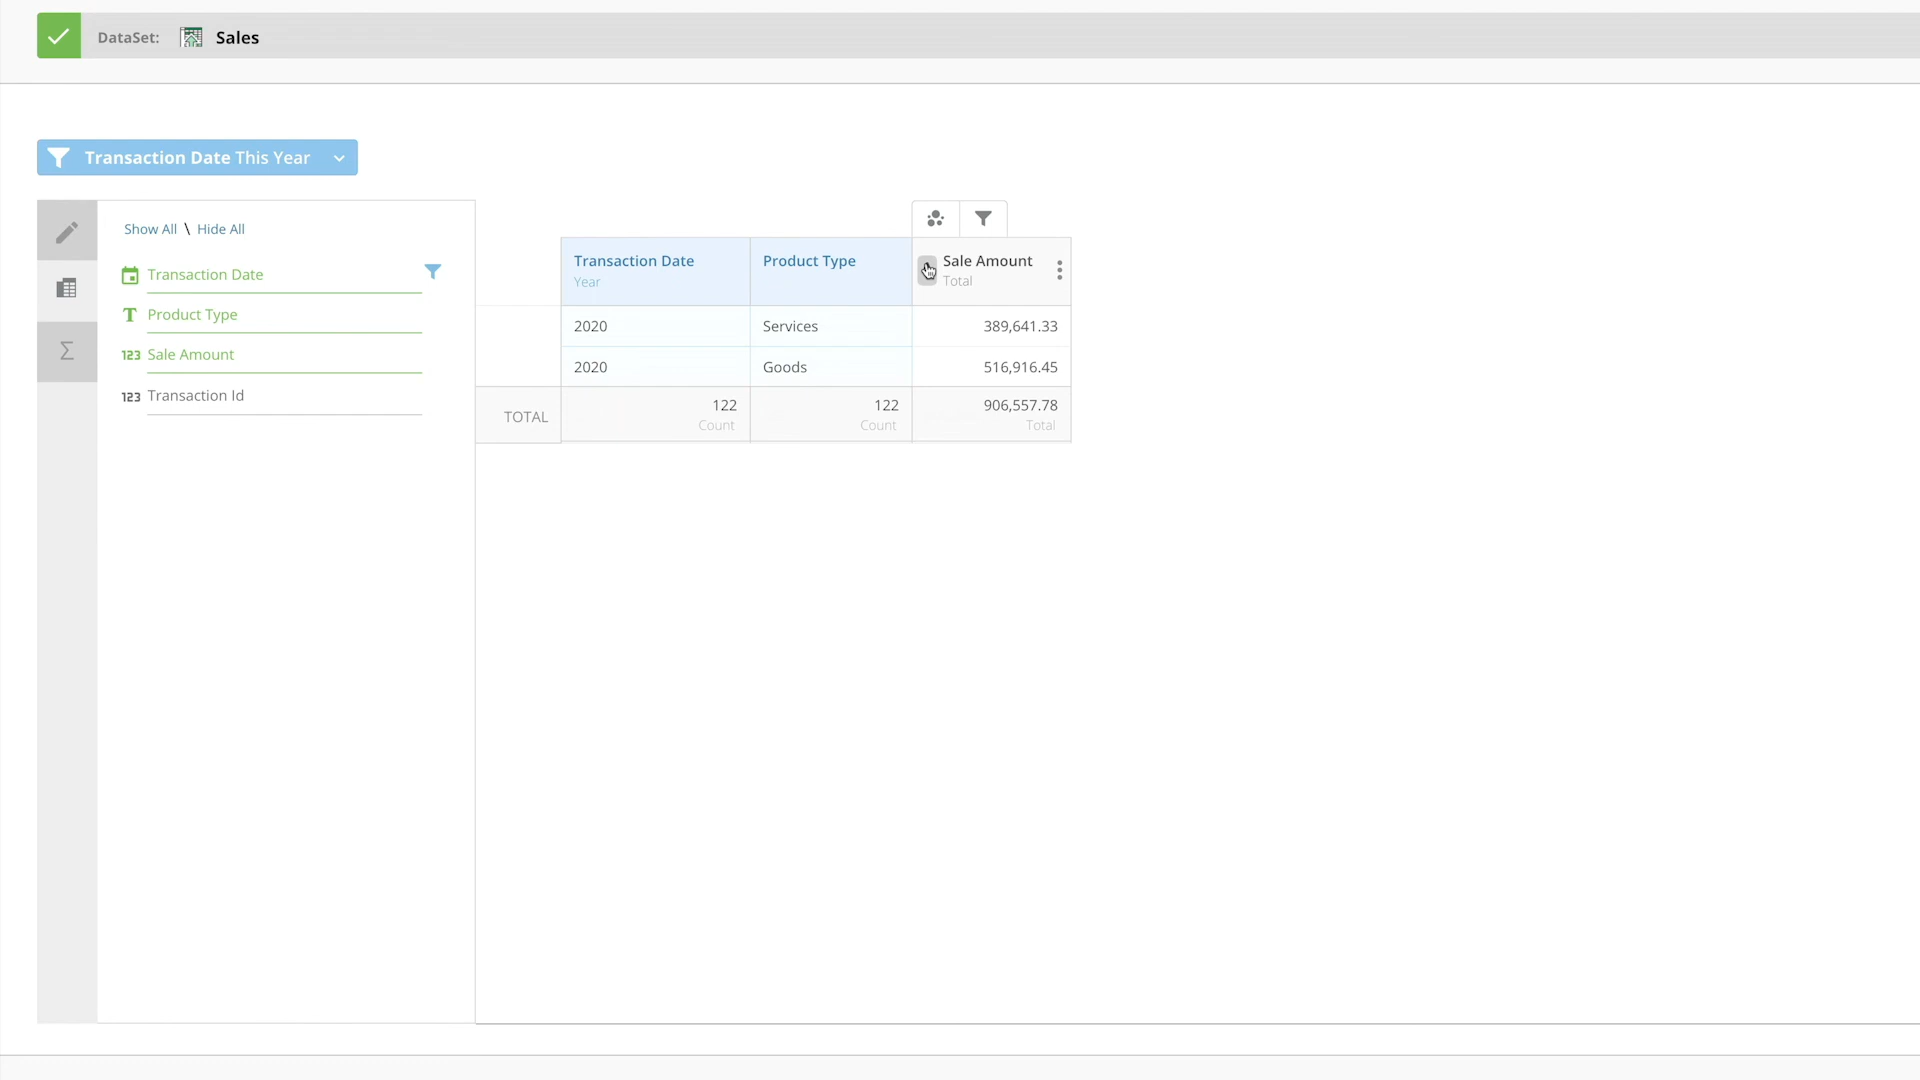 DataSet: Sales
Transaction Date This Year
Show All \ Hide All
Transaction Date
Product Type
123 Sale Amount
123 Transaction Id
Transaction Date Product Type Sale Amount
Year Total
2020 Services 389,641.33
2020 Goods 516,916.45
TOTAL 122 122 906,557.78
Count Count Total